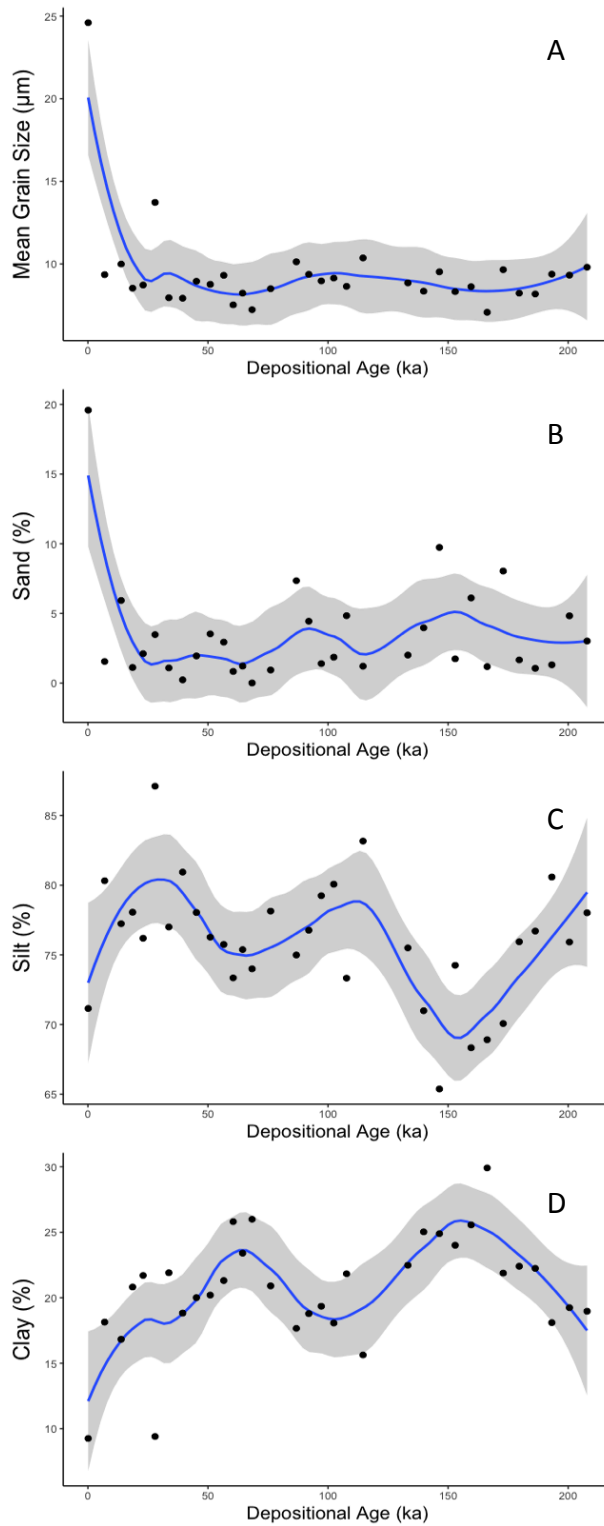 A
25
20
15
10
Mean Grain Size (μm)
0 50 100 150 200
Depositional Age (ka)
B
20
15
10
5
0
Sand (%)
0 50 100 150 200
Depositional Age (ka)
C
85
80
75
70
65
Silt (%)
0 50 100 150 200
Depositional Age (ka)
D
30
25
20
15
10
Clay (%)
0 50 100 150 200
Depositional Age (ka)